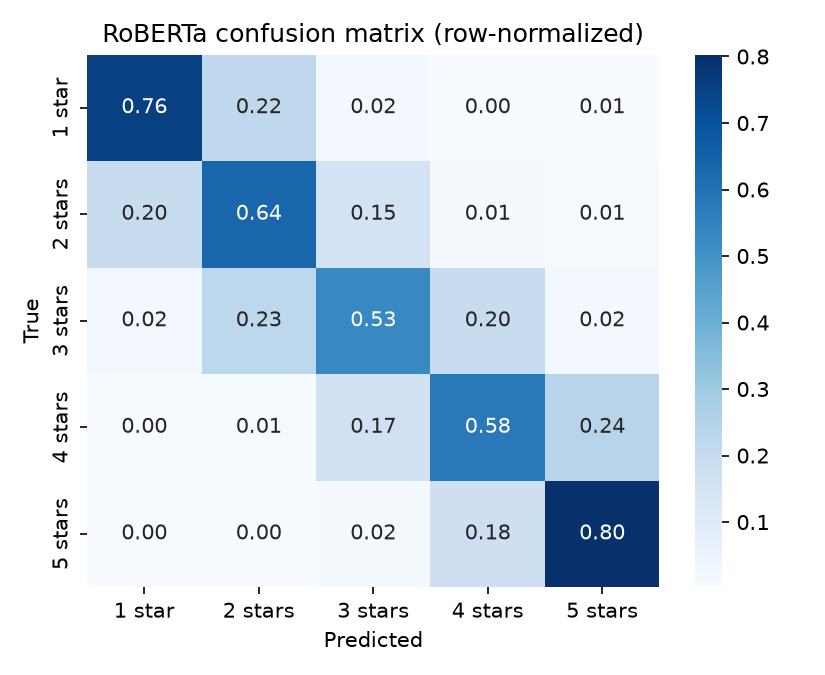 RoBERTa confusion matrix (row-normalized)
True
1 star 0.76 0.22 0.02 0.00 0.01
2 stars 0.20 0.64 0.15 0.01 0.01
3 stars 0.02 0.23 0.53 0.20 0.02
4 stars 0.00 0.01 0.17 0.58 0.24
5 stars 0.00 0.00 0.02 0.18 0.80
1 star 2 stars 3 stars 4 stars 5 stars
Predicted
0.8
0.7
0.6
0.5
0.4
0.3
0.2
0.1